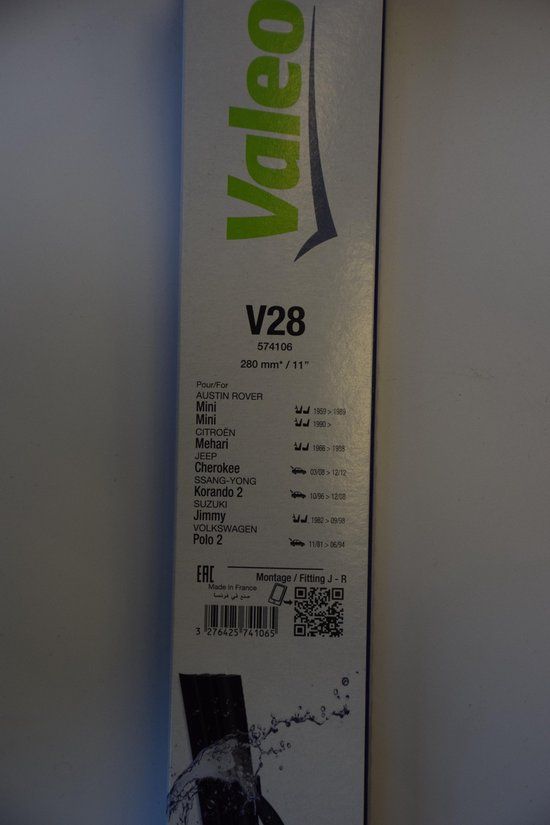 Valeo
V28
574106
280 mm* / 11"
Pour/For
AUSTIN ROVER
Mini 1959 > 1989
Mini 1990 >
CITROËN
Mehari 1966 > 1988
JEEP
Cherokee 03/08 > 12/12
SSANG-YONG
Korando 2 10/96 > 12/08
SUZUKI
Jimmy 1982 > 09/98
VOLKSWAGEN
Polo 2 11/81 > 06/94
EAC Montage / Fitting J - R
Made in France
صنع في فرنسا
3 276425 741065